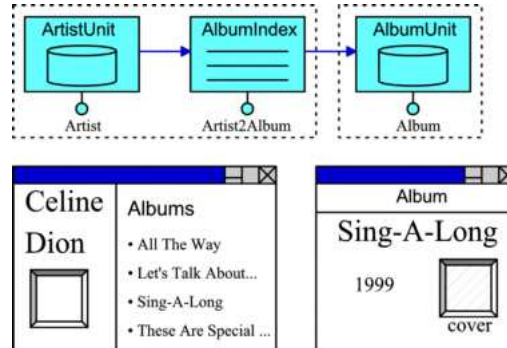 ArtistUnit
AlbumIndex
AlbumUnit
Artist
Artist2Album
Album
Celine
Dion
Albums
• All The Way
• Let's Talk About...
• Sing-A-Long
• These Are Special ...
Album
Sing-A-Long
1999
cover